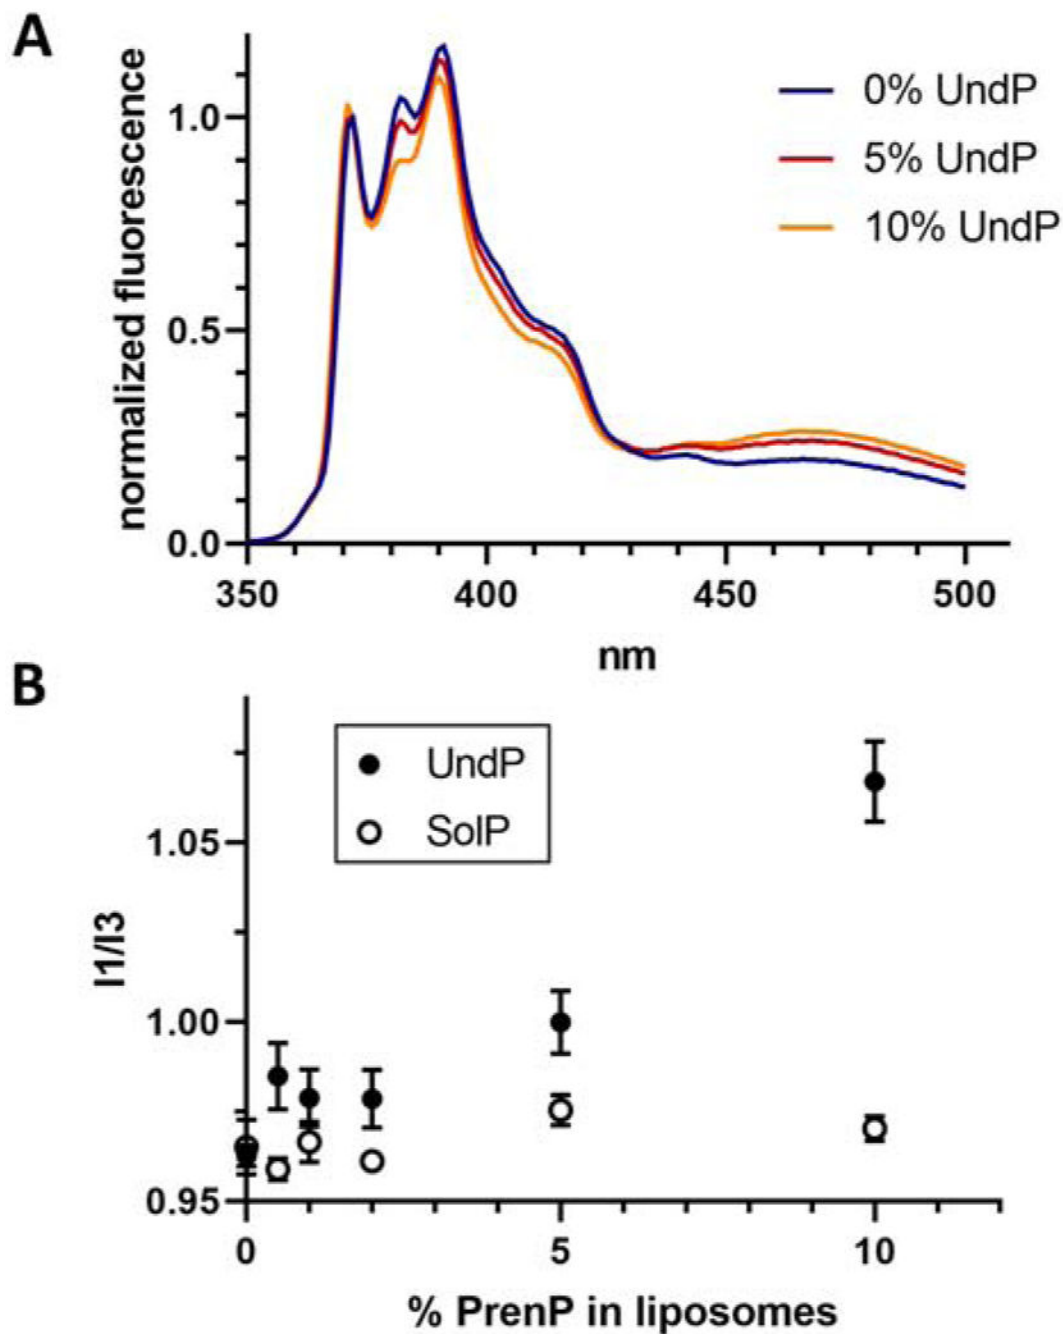 A
normalized fluorescence
1.0
0.5
0.0
350 400 450 500
nm
0% UndP
5% UndP
10% UndP
B
I1/I3
1.05
1.00
0.95
0 5 10
% PrenP in liposomes
UndP
SolP